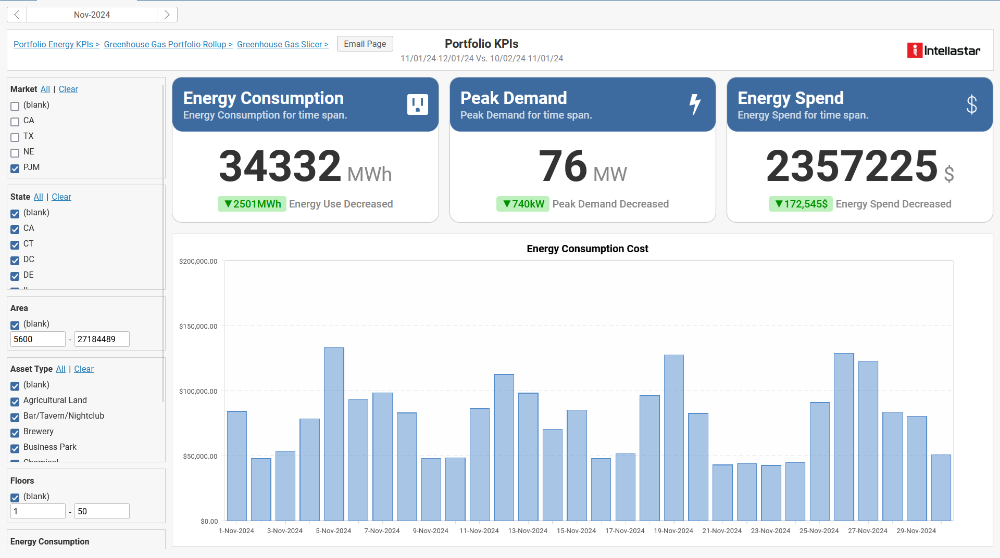 Nov-2024
Portfolio Energy KPIs > Greenhouse Gas Portfolio Rollup > Greenhouse Gas Slicer > Email Page
Portfolio KPIs
11/01/24-12/01/24 Vs. 10/02/24-11/01/24
Intellastar
Market All | Clear
(blank)
CA
TX
NE
PJM
State All | Clear
(blank)
CA
CT
DC
DE
Area
(blank)
5600 - 27184489
Asset Type All | Clear
(blank)
Agricultural Land
Bar/Tavern/Nightclub
Brewery
Business Park
Chemical
Floors
(blank)
1 - 50
Energy Consumption
Energy Consumption
Energy Consumption for time span.
34332 MWh
▼2501MWh Energy Use Decreased
Peak Demand
Peak Demand for time span.
76 MW
▼740kW Peak Demand Decreased
Energy Spend
Energy Spend for time span.
$
2357225 $
▼172,545$ Energy Spend Decreased
Energy Consumption Cost
$200,000.00
$150,000.00
$100,000.00
$50,000.00
$0.00
1-Nov-2024 3-Nov-2024 5-Nov-2024 7-Nov-2024 9-Nov-2024 11-Nov-2024 13-Nov-2024 15-Nov-2024 17-Nov-2024 19-Nov-2024 21-Nov-2024 23-Nov-2024 25-Nov-2024 27-Nov-2024 29-Nov-2024